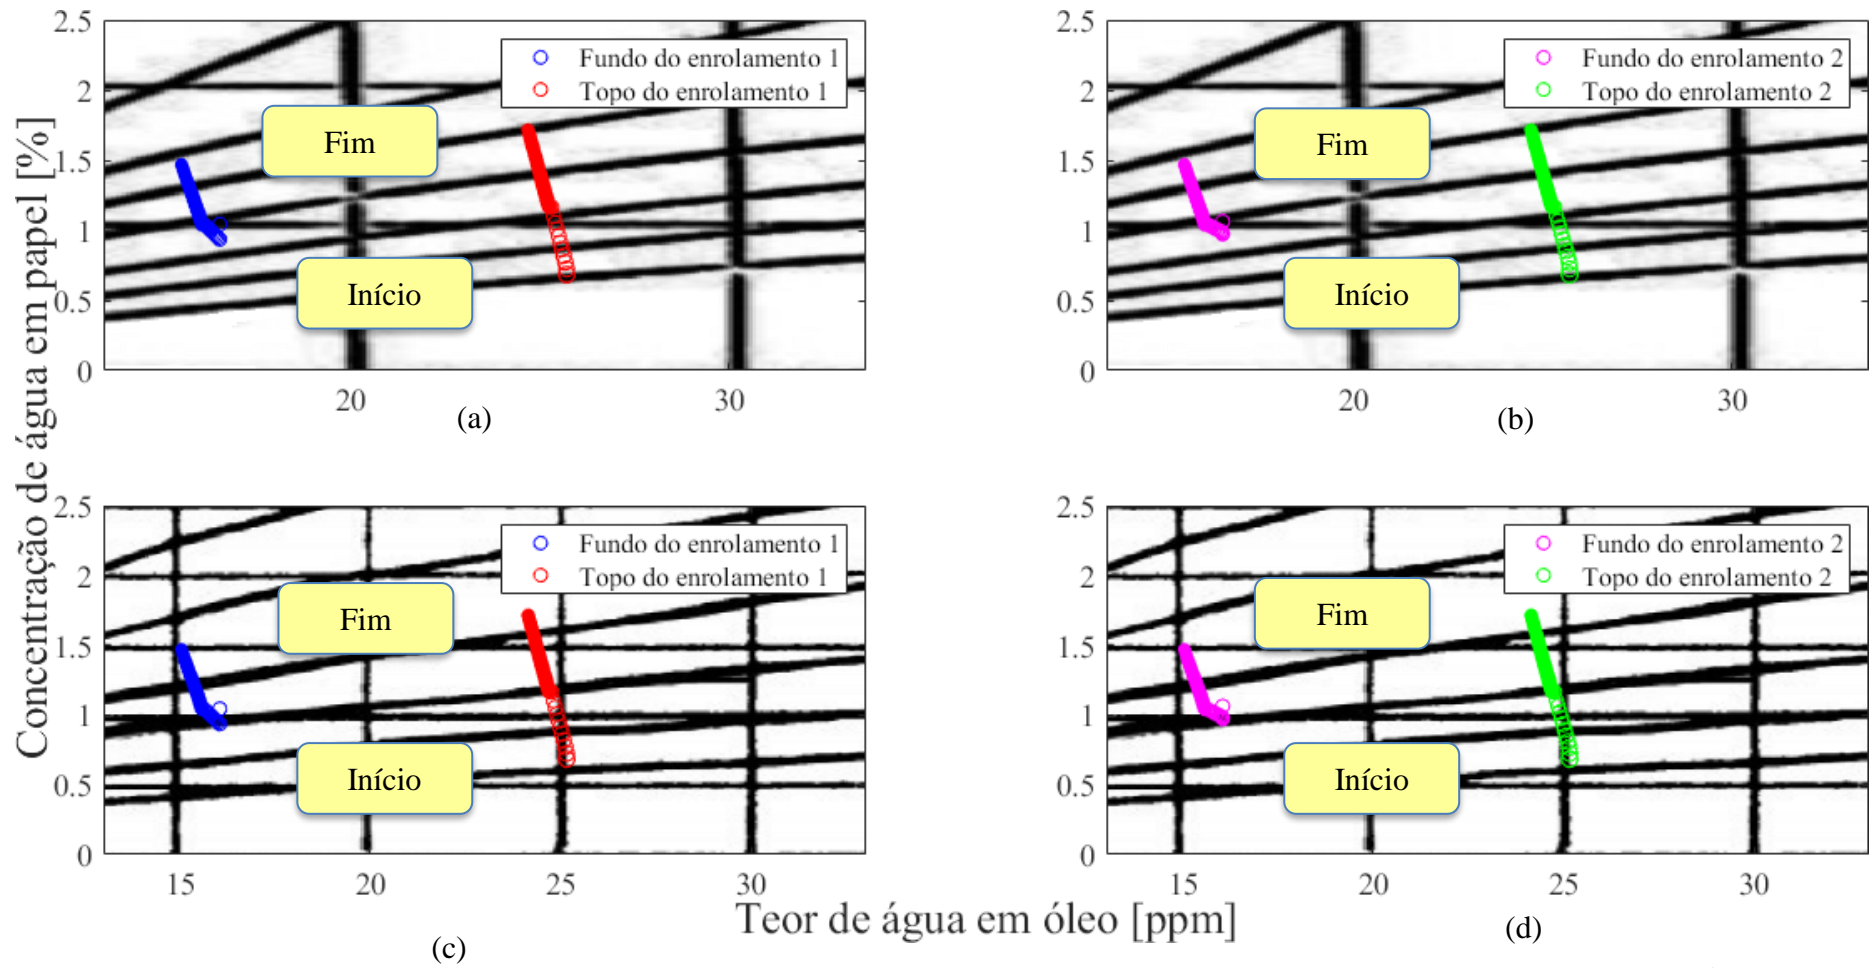 Concentração de água em papel [%]
2.5
2
1.5
1
0.5
0
20
30
Fundo do enrolamento 1
Topo do enrolamento 1
Fim
Início
(a)
2.5
2
1.5
1
0.5
0
20
30
Fundo do enrolamento 2
Topo do enrolamento 2
Fim
Início
(b)
2.5
2
1.5
1
0.5
0
15
20
25
30
Fundo do enrolamento 1
Topo do enrolamento 1
Fim
Início
(c)
2.5
2
1.5
1
0.5
0
15
20
25
30
Fundo do enrolamento 2
Topo do enrolamento 2
Fim
Início
(d)
Teor de água em óleo [ppm]